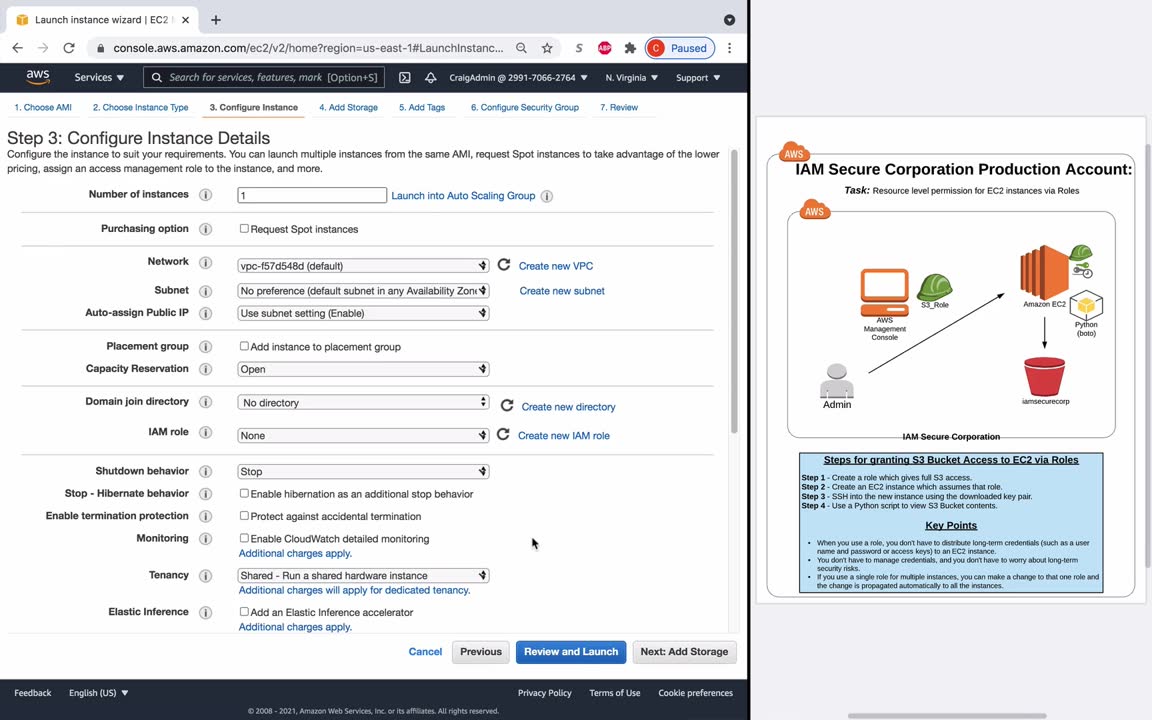 Launch instance wizard | EC2
console.aws.amazon.com/ec2/v2/home?region=us-east-1#LaunchInstanc...
S
ABP
C Paused
aws
Services
Search for services, features, mark [Option+S]
CraigAdmin @ 2991-7066-2764
N. Virginia
Support
1. Choose AMI
2. Choose Instance Type
3. Configure Instance
4. Add Storage
5. Add Tags
6. Configure Security Group
7. Review
Step 3: Configure Instance Details
Configure the instance to suit your requirements. You can launch multiple instances from the same AMI, request Spot instances to take advantage of the lower
pricing, assign an access management role to the instance, and more.
Number of instances i 1 Launch into Auto Scaling Group i
Purchasing option i Request Spot instances
Network i vpc-f57d548d (default) Create new VPC
Subnet i No preference (default subnet in any Availability Zon Create new subnet
Auto-assign Public IP i Use subnet setting (Enable)
Placement group i Add instance to placement group
Capacity Reservation i Open
Domain join directory i No directory Create new directory
IAM role i None Create new IAM role
Shutdown behavior i Stop
Stop - Hibernate behavior i Enable hibernation as an additional stop behavior
Enable termination protection i Protect against accidental termination
Monitoring i Enable CloudWatch detailed monitoring
Additional charges apply.
Tenancy i Shared - Run a shared hardware instance
Additional charges will apply for dedicated tenancy.
Elastic Inference i Add an Elastic Inference accelerator
Additional charges apply.
Cancel
Previous
Review and Launch
Next: Add Storage
Feedback
English (US)
Privacy Policy
Terms of Use
Cookie preferences
© 2008 - 2021, Amazon Web Services, Inc. or its affiliates. All rights reserved.
AWS
IAM Secure Corporation Production Account:
Task: Resource level permission for EC2 instances via Roles
AWS
S3_Role
AWS
Management
Console
Amazon EC2
Python
(boto)
Admin
iamsecurecorp
IAM Secure Corporation
Steps for granting S3 Bucket Access to EC2 via Roles
Step 1 - Create a role which gives full S3 access.
Step 2 - Create an EC2 instance which assumes that role.
Step 3 - SSH into the new instance using the downloaded key pair.
Step 4 - Use a Python script to view S3 Bucket contents.
Key Points
• When you use a role, you don't have to distribute long-term credentials (such as a user
name and password or access keys) to an EC2 instance.
• You don't have to manage credentials, and you don't have to worry about long-term
security risks.
• If you use a single role for multiple instances, you can make a change to that one role and
the change is propagated automatically to all the instances.